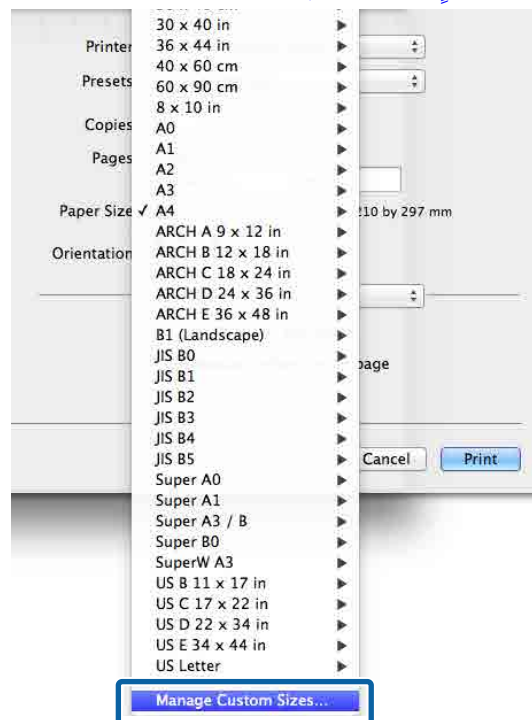 30 x 40 in
Printer
36 x 44 in
40 x 60 cm
Presets
60 x 90 cm
8 x 10 in
Copies
A0
A1
Pages
A2
A3
Paper Size ✓ A4
210 by 297 mm
ARCH A 9 x 12 in
Orientation
ARCH B 12 x 18 in
ARCH C 18 x 24 in
ARCH D 24 x 36 in
ARCH E 36 x 48 in
B1 (Landscape)
JIS B0
page
JIS B1
JIS B2
JIS B3
JIS B4
JIS B5
Cancel
Print
Super A0
Super A1
Super A3 / B
Super B0
SuperW A3
US B 11 x 17 in
US C 17 x 22 in
US D 22 x 34 in
US E 34 x 44 in
US Letter
Manage Custom Sizes...